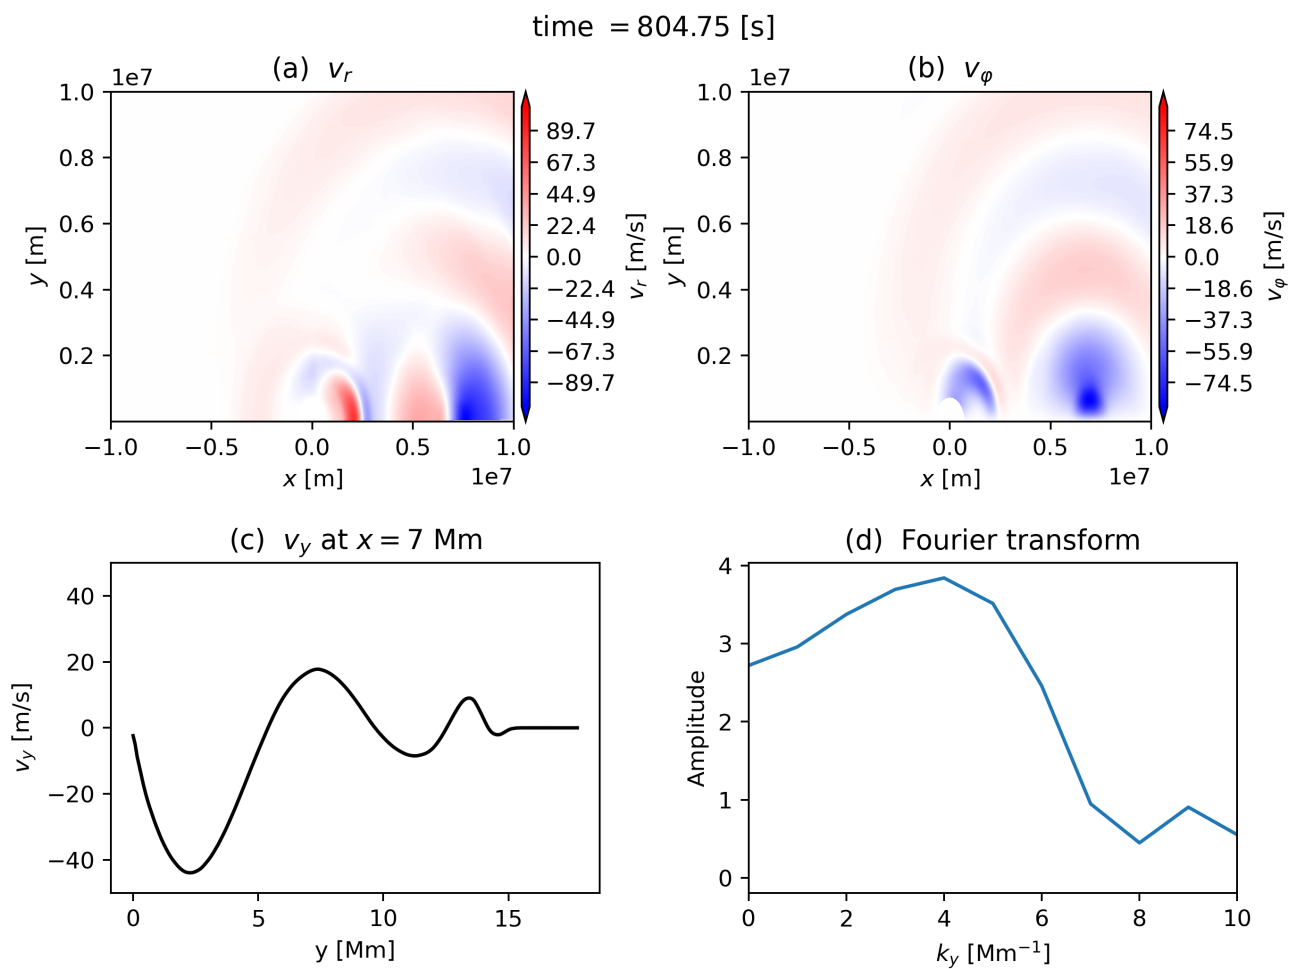 time = 804.75 [s]
(a) v_r
1e7
1.0
0.8
0.6
0.4
0.2
y [m]
−1.0 −0.5 0.0 0.5 1.0
x [m]
1e7
89.7
67.3
44.9
22.4
0.0
−22.4
−44.9
−67.3
−89.7
v_r [m/s]
(b) v_φ
1e7
1.0
0.8
0.6
0.4
0.2
y [m]
−1.0 −0.5 0.0 0.5 1.0
x [m]
1e7
74.5
55.9
37.3
18.6
0.0
−18.6
−37.3
−55.9
−74.5
v_φ [m/s]
(c) v_y at x = 7 Mm
40
20
0
−20
−40
v_y [m/s]
0 5 10 15
y [Mm]
(d) Fourier transform
4
3
2
1
0
Amplitude
0 2 4 6 8 10
k_y [Mm⁻¹]